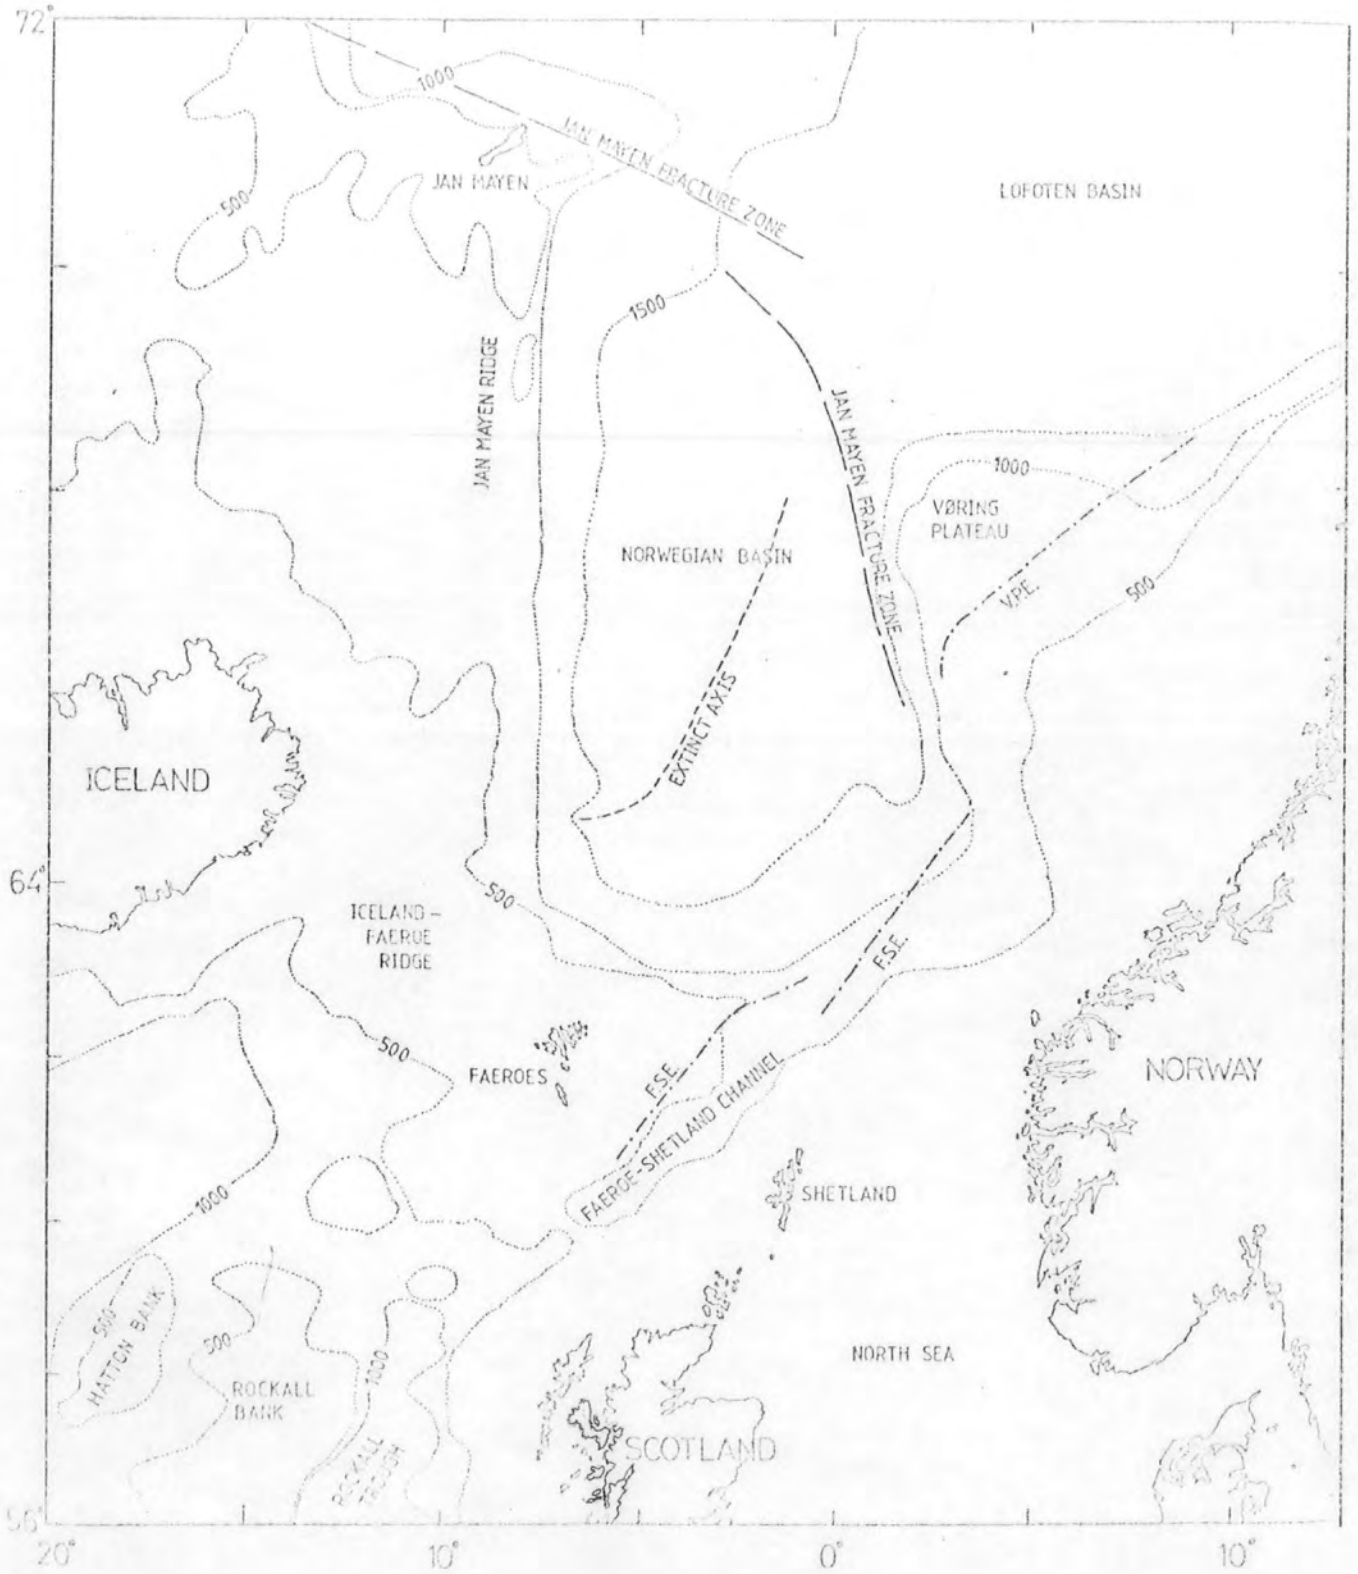 72°
1000
JAN MAYEN FRACTURE ZONE
JAN MAYEN
LOFOTEN BASIN
500
1500
JAN MAYEN RIDGE
JAN MAYEN FRACTURE ZONE
1000
VØRING
PLATEAU
NORWEGIAN BASIN
V.P.E.
500
EXTINCT AXIS
ICELAND
64°
500
ICELAND-
FAEROE
RIDGE
F.S.E.
500
FAEROES
F.S.E.
NORWAY
FAEROE-SHETLAND CHANNEL
1000
SHETLAND
500
HATTON BANK
500
1000
NORTH SEA
ROCKALL
BANK
ROCKALL
TROUGH
SCOTLAND
56°
20°
10°
0°
10°